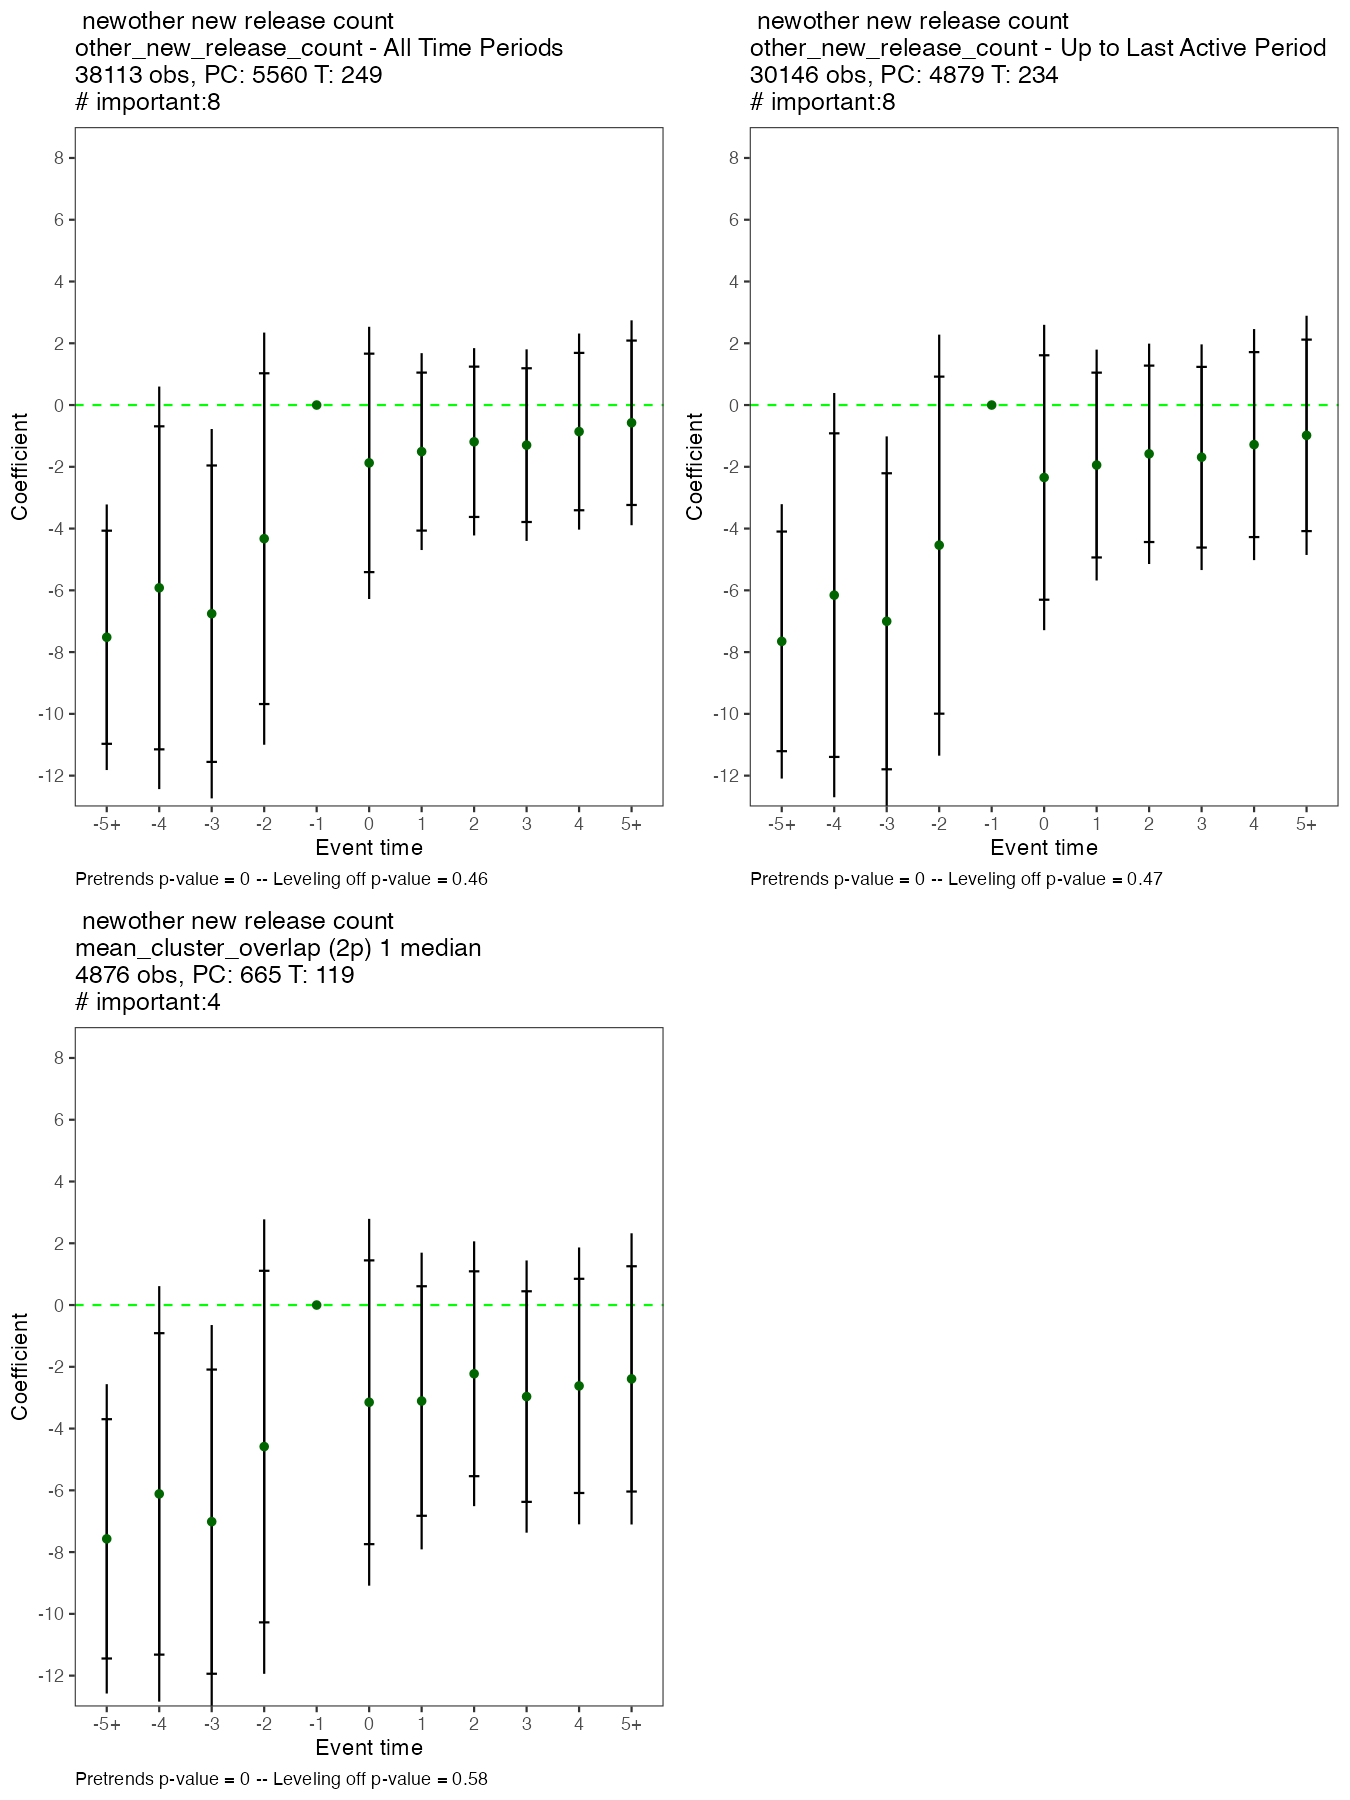 newother new release count
other_new_release_count - All Time Periods
38113 obs, PC: 5560 T: 249
# important:8
8
6
4
2
0
-2
-4
-6
-8
-10
-12
Coefficient
-5+ -4 -3 -2 -1 0 1 2 3 4 5+
Event time
Pretrends p-value = 0 -- Leveling off p-value = 0.46
newother new release count
other_new_release_count - Up to Last Active Period
30146 obs, PC: 4879 T: 234
# important:8
8
6
4
2
0
-2
-4
-6
-8
-10
-12
Coefficient
-5+ -4 -3 -2 -1 0 1 2 3 4 5+
Event time
Pretrends p-value = 0 -- Leveling off p-value = 0.47
newother new release count
mean_cluster_overlap (2p) 1 median
4876 obs, PC: 665 T: 119
# important:4
8
6
4
2
0
-2
-4
-6
-8
-10
-12
Coefficient
-5+ -4 -3 -2 -1 0 1 2 3 4 5+
Event time
Pretrends p-value = 0 -- Leveling off p-value = 0.58